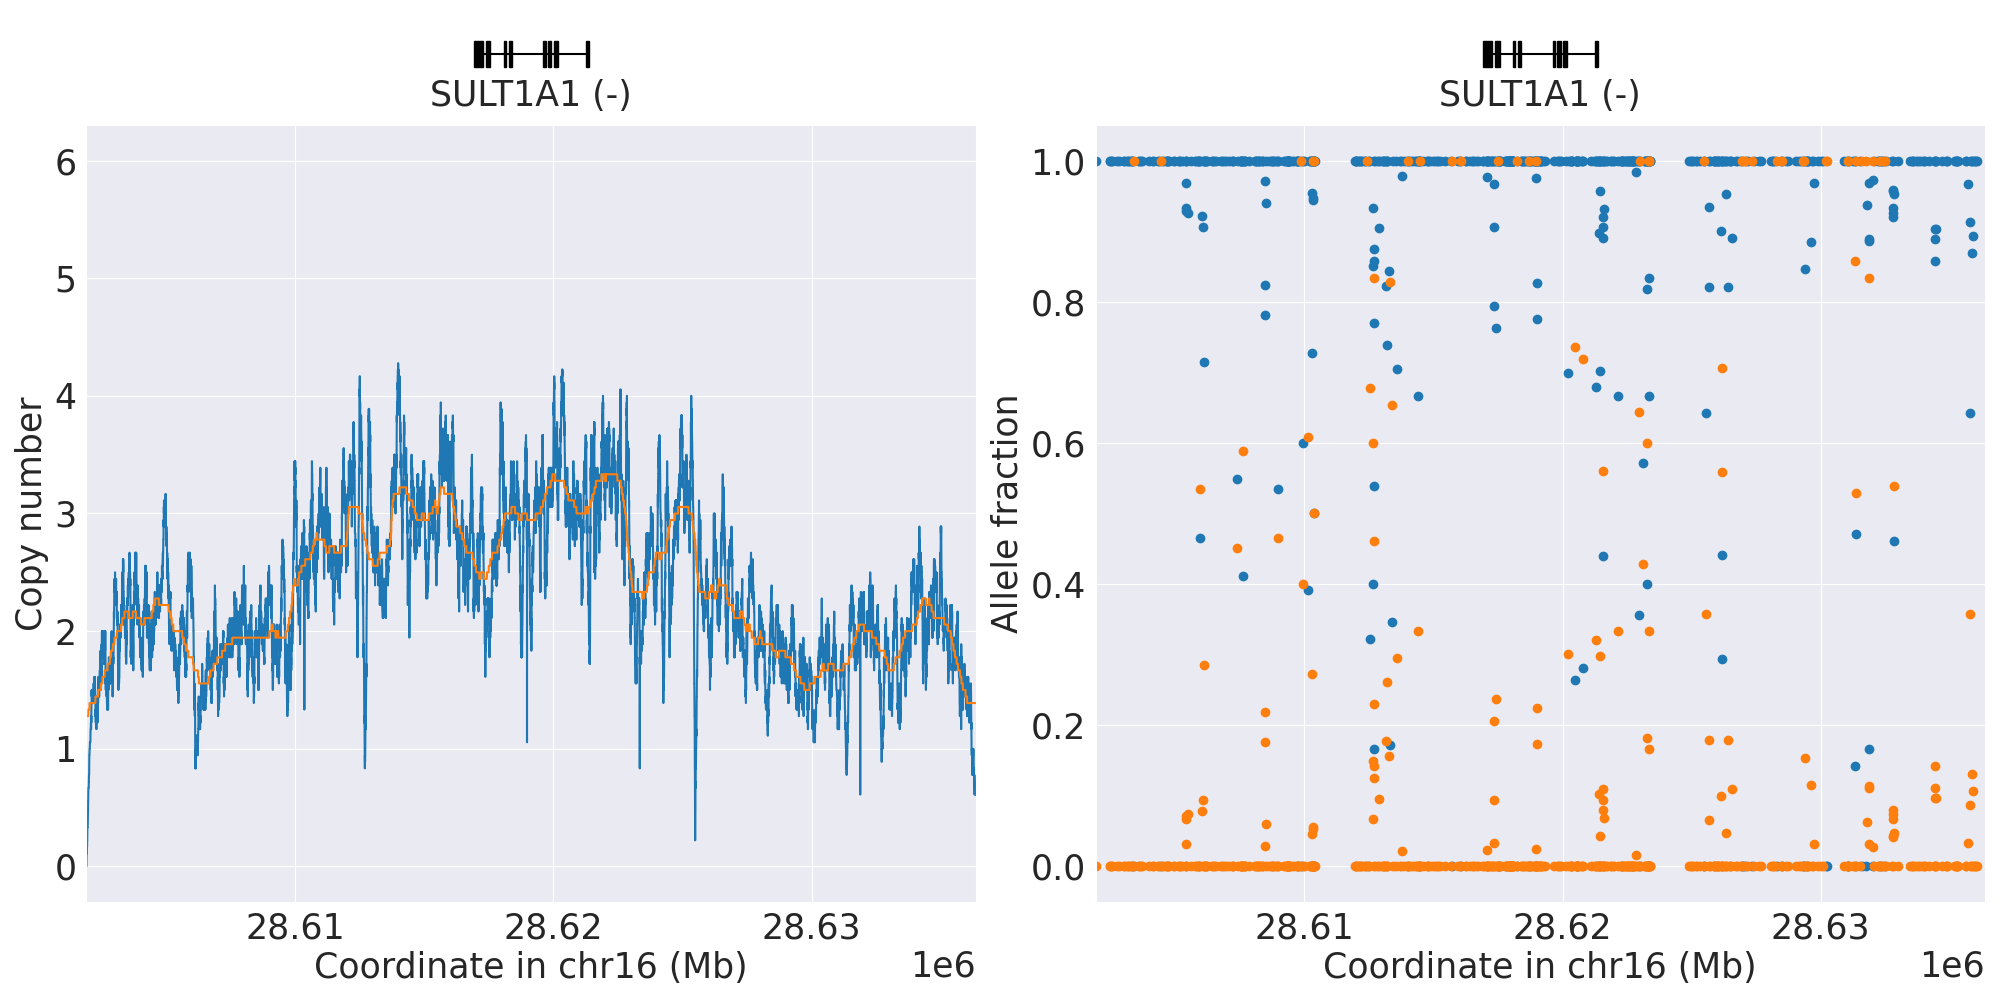 SULT1A1 (-)
6
5
4
3
2
1
0
Copy number
28.61
28.62
28.63
Coordinate in chr16 (Mb)
1e6
SULT1A1 (-)
1.0
0.8
0.6
0.4
0.2
0.0
Allele fraction
28.61
28.62
28.63
Coordinate in chr16 (Mb)
1e6